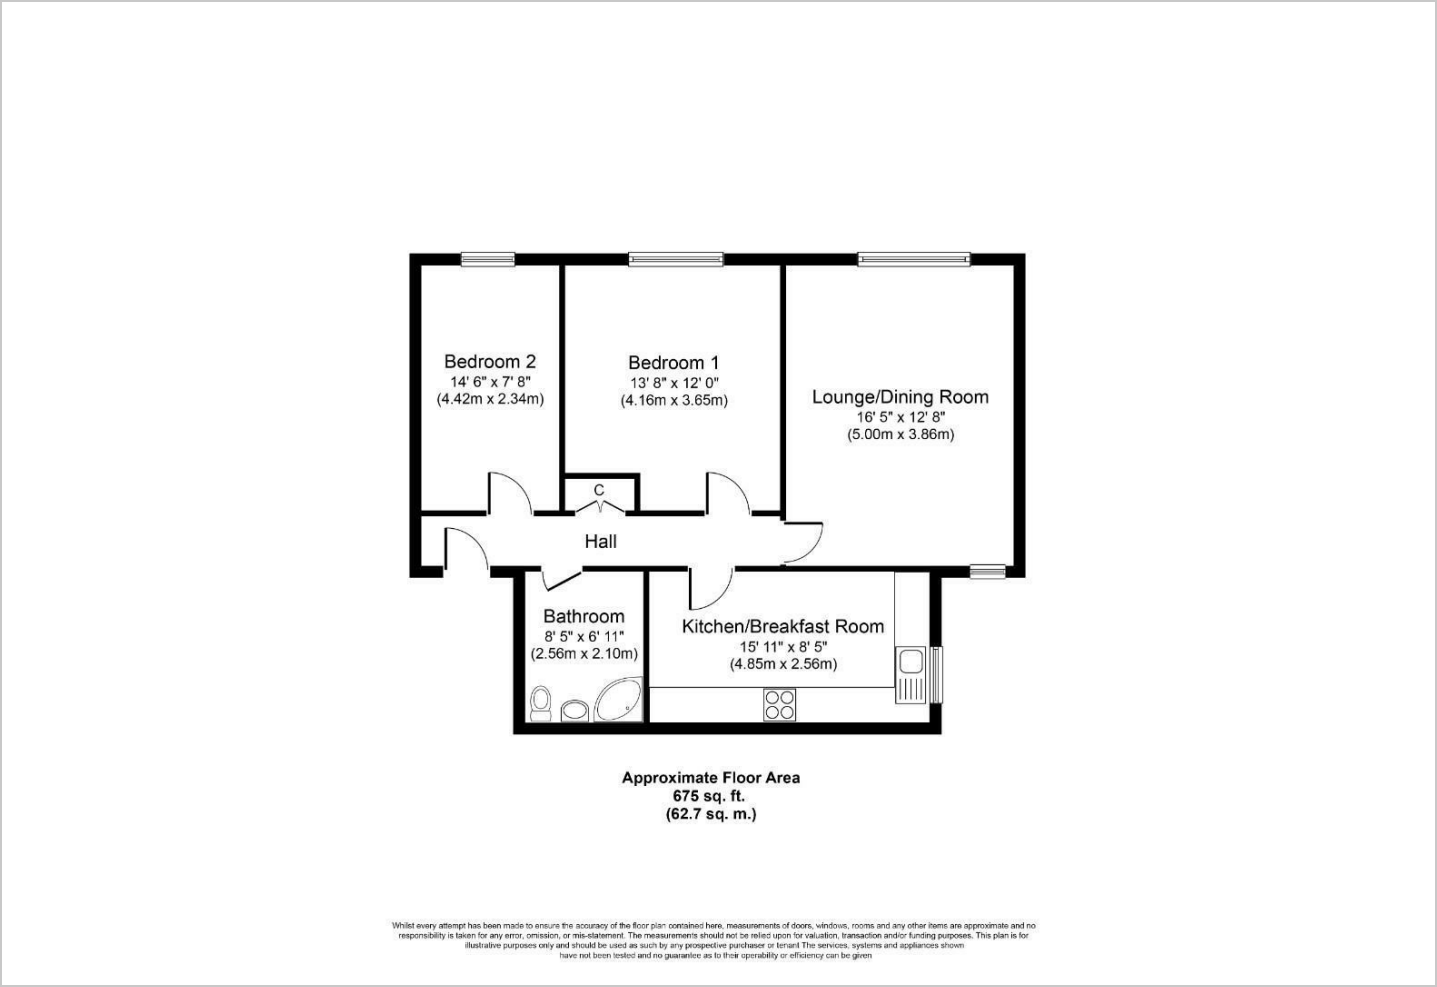 Bedroom 2
14' 6" x 7' 8"
(4.42m x 2.34m)
Bedroom 1
13' 8" x 12' 0"
(4.16m x 3.65m)
Lounge/Dining Room
16' 5" x 12' 8"
(5.00m x 3.86m)
C
Hall
Bathroom
8' 5" x 6' 11"
(2.56m x 2.10m)
Kitchen/Breakfast Room
15' 11" x 8' 5"
(4.85m x 2.56m)
Approximate Floor Area
675 sq. ft.
(62.7 sq. m.)
Whilst every attempt has been made to ensure the accuracy of the floor plan contained here, measurements of doors, windows, rooms and any other items are approximate and no
responsibility is taken for any error, omission, or mis-statement. The measurements should not be relied upon for valuation, transaction and/or funding purposes. This plan is for
illustrative purposes only and should be used as such by any prospective purchaser or tenant The services, systems and appliances shown
have not been tested and no guarantee as to their operability or efficiency can be given